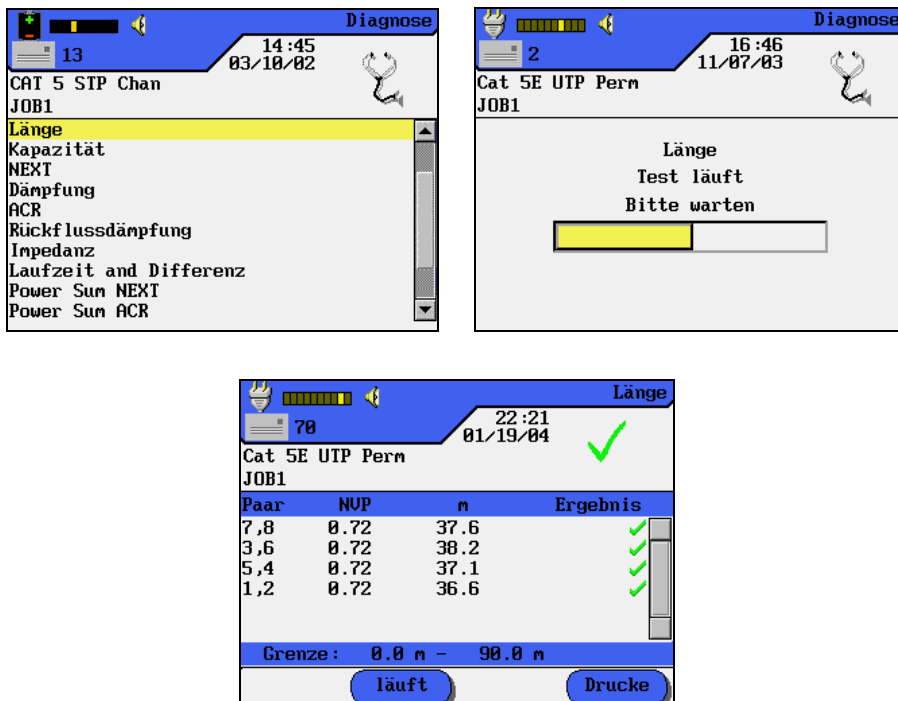 Diagnose
13
14:45
03/10/02
CAT 5 STP Chan
JOB1
Länge
Kapazität
NEXT
Dämpfung
ACR
Rückflussdämpfung
Impedanz
Laufzeit and Differenz
Power Sum NEXT
Power Sum ACR
Diagnose
2
16:46
11/07/03
Cat 5E UTP Perm
JOB1
Länge
Test läuft
Bitte warten
Länge
70
22:21
01/19/04
Cat 5E UTP Perm
JOB1
Paar NVP m Ergebnis
7,8 0.72 37.6
3,6 0.72 38.2
5,4 0.72 37.1
1,2 0.72 36.6
Grenze: 0.0 m - 90.0 m
läuft Drucke